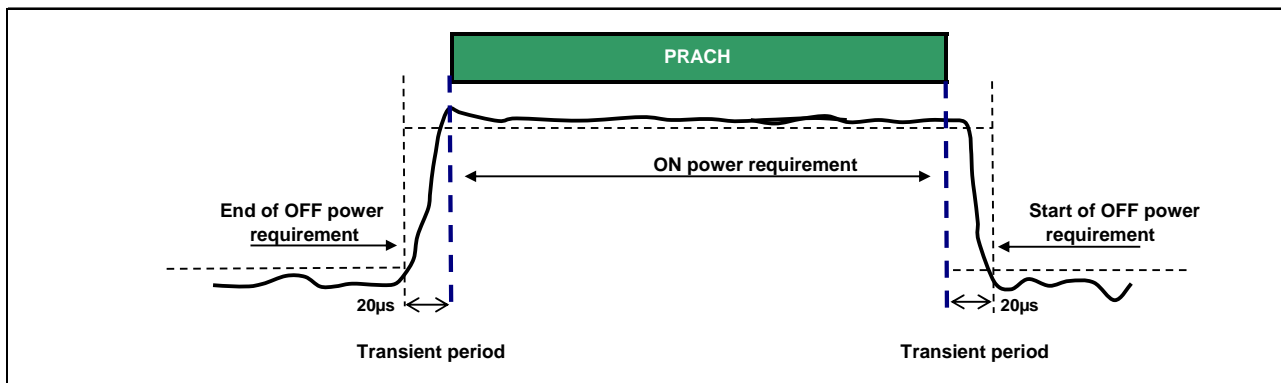 PRACH
ON power requirement
End of OFF power
requirement
Start of OFF power
requirement
20µs
20µs
Transient period
Transient period